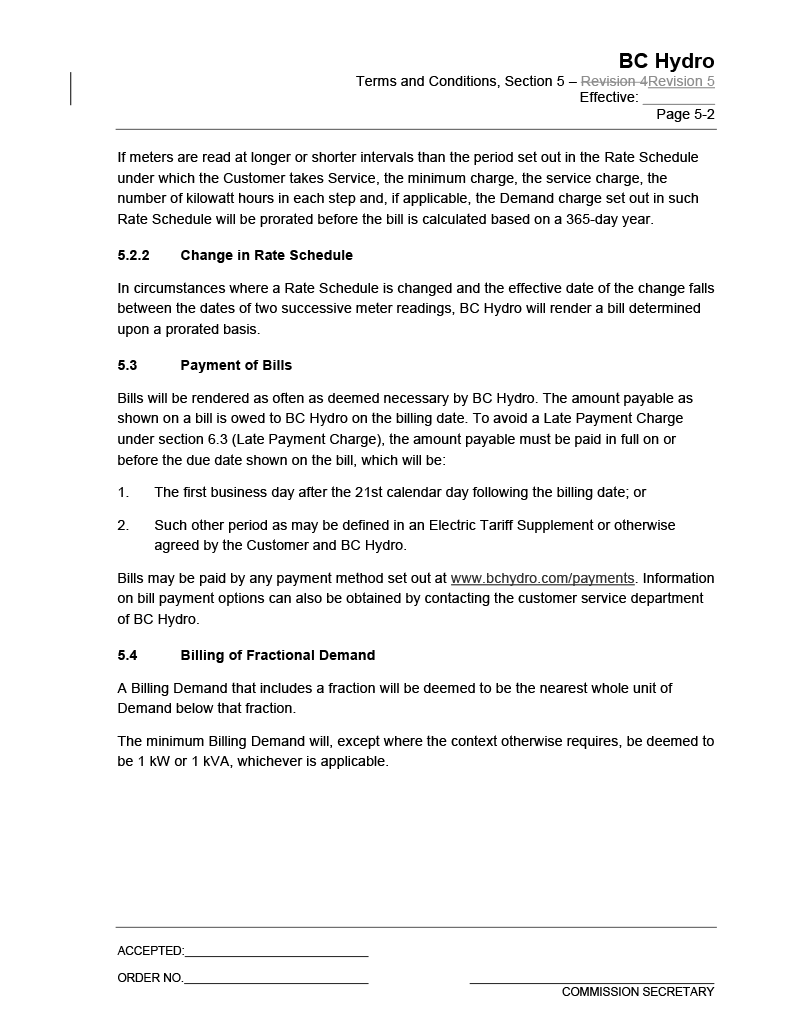 BC Hydro
Terms and Conditions, Section 5 – Revision 4Revision 5
Effective: _________
Page 5-2
If meters are read at longer or shorter intervals than the period set out in the Rate Schedule
under which the Customer takes Service, the minimum charge, the service charge, the
number of kilowatt hours in each step and, if applicable, the Demand charge set out in such
Rate Schedule will be prorated before the bill is calculated based on a 365-day year.
5.2.2 Change in Rate Schedule
In circumstances where a Rate Schedule is changed and the effective date of the change falls
between the dates of two successive meter readings, BC Hydro will render a bill determined
upon a prorated basis.
5.3 Payment of Bills
Bills will be rendered as often as deemed necessary by BC Hydro. The amount payable as
shown on a bill is owed to BC Hydro on the billing date. To avoid a Late Payment Charge
under section 6.3 (Late Payment Charge), the amount payable must be paid in full on or
before the due date shown on the bill, which will be:
1. The first business day after the 21st calendar day following the billing date; or
2. Such other period as may be defined in an Electric Tariff Supplement or otherwise
agreed by the Customer and BC Hydro.
Bills may be paid by any payment method set out at www.bchydro.com/payments. Information
on bill payment options can also be obtained by contacting the customer service department
of BC Hydro.
5.4 Billing of Fractional Demand
A Billing Demand that includes a fraction will be deemed to be the nearest whole unit of
Demand below that fraction.
The minimum Billing Demand will, except where the context otherwise requires, be deemed to
be 1 kW or 1 kVA, whichever is applicable.
ACCEPTED:___________________________
ORDER NO.___________________________
COMMISSION SECRETARY